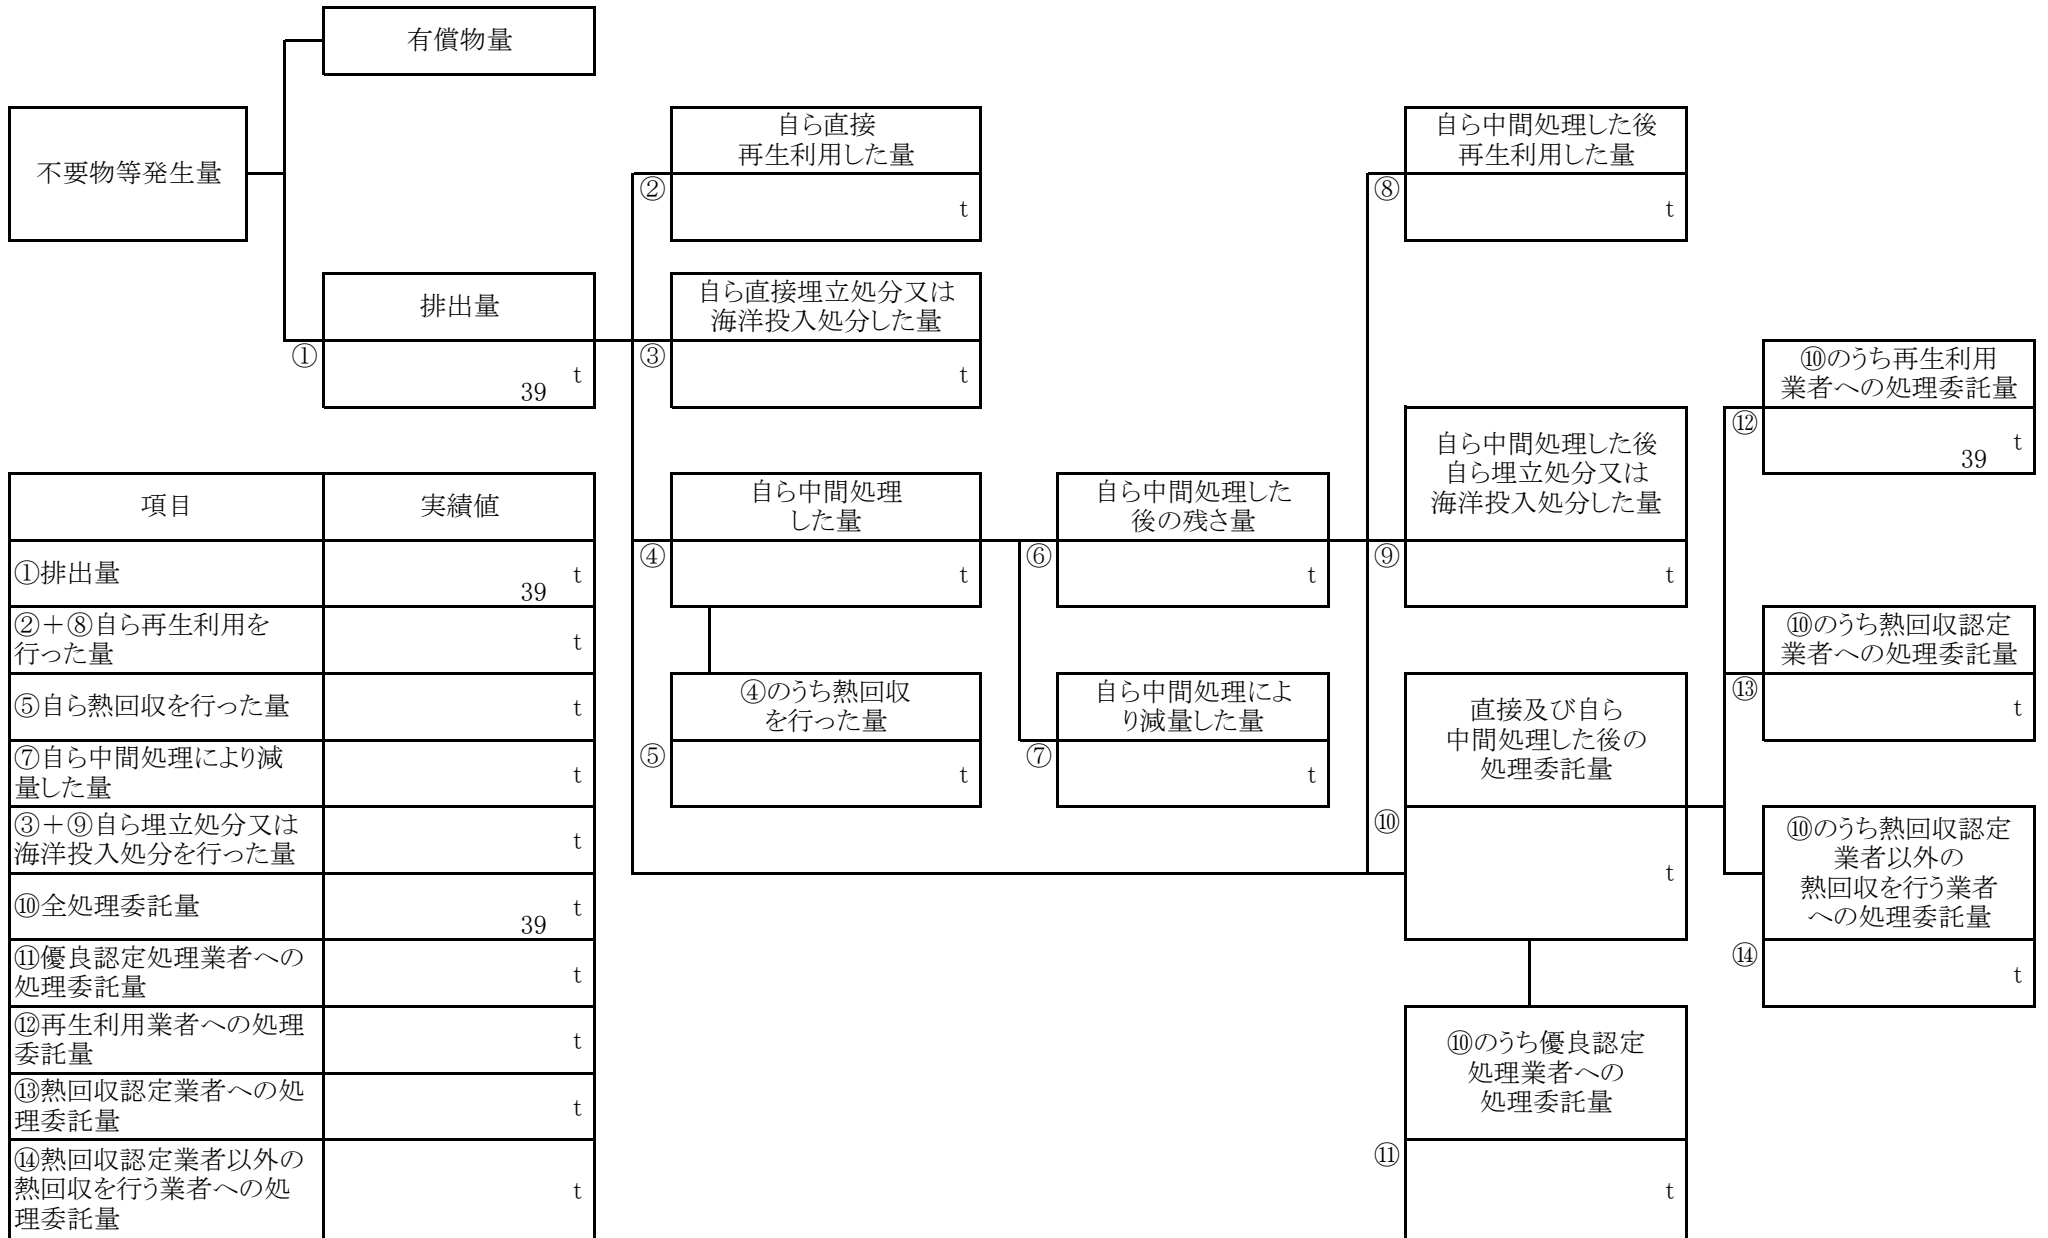 有償物量
不要物等発生量
自ら直接
再生利用した量
②
t
自ら中間処理した後
再生利用した量
⑧
t
排出量
①
39 t
自ら直接埋立処分又は
海洋投入処分した量
③
t
⑩のうち再生利用
業者への処理委託量
⑫
39 t
自ら中間処理
した量
④
t
自ら中間処理した
後の残さ量
⑥
t
自ら中間処理した後
自ら埋立処分又は
海洋投入処分した量
⑨
t
⑩のうち熱回収認定
業者への処理委託量
⑬
t
④のうち熱回収
を行った量
⑤
t
自ら中間処理によ
り減量した量
⑦
t
直接及び自ら
中間処理した後の
処理委託量
⑩
t
⑩のうち熱回収認定
業者以外の
熱回収を行う業者
への処理委託量
⑭
t
⑩のうち優良認定
処理業者への
処理委託量
⑪
t
項目 実績値
①排出量 39 t
②＋⑧自ら再生利用を
行った量 t
⑤自ら熱回収を行った量 t
⑦自ら中間処理により減
量した量 t
③＋⑨自ら埋立処分又は
海洋投入処分を行った量 t
⑩全処理委託量 39 t
⑪優良認定処理業者への
処理委託量 t
⑫再生利用業者への処理
委託量 t
⑬熱回収認定業者への処
理委託量 t
⑭熱回収認定業者以外の
熱回収を行う業者への処
理委託量 t